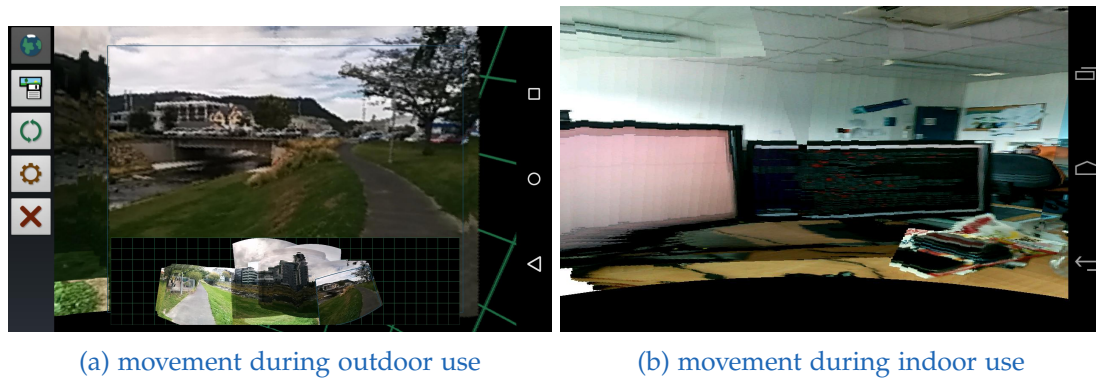 (a) movement during outdoor use
(b) movement during indoor use